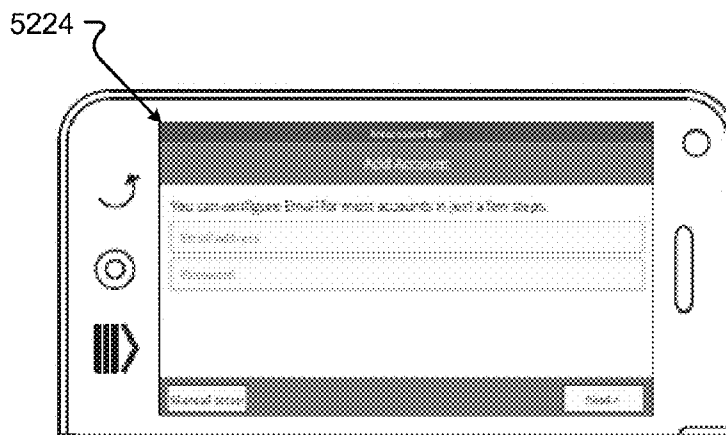 5224
You can configure Email for most accounts in just a few steps.
Email address
Password
Manual setup
Next